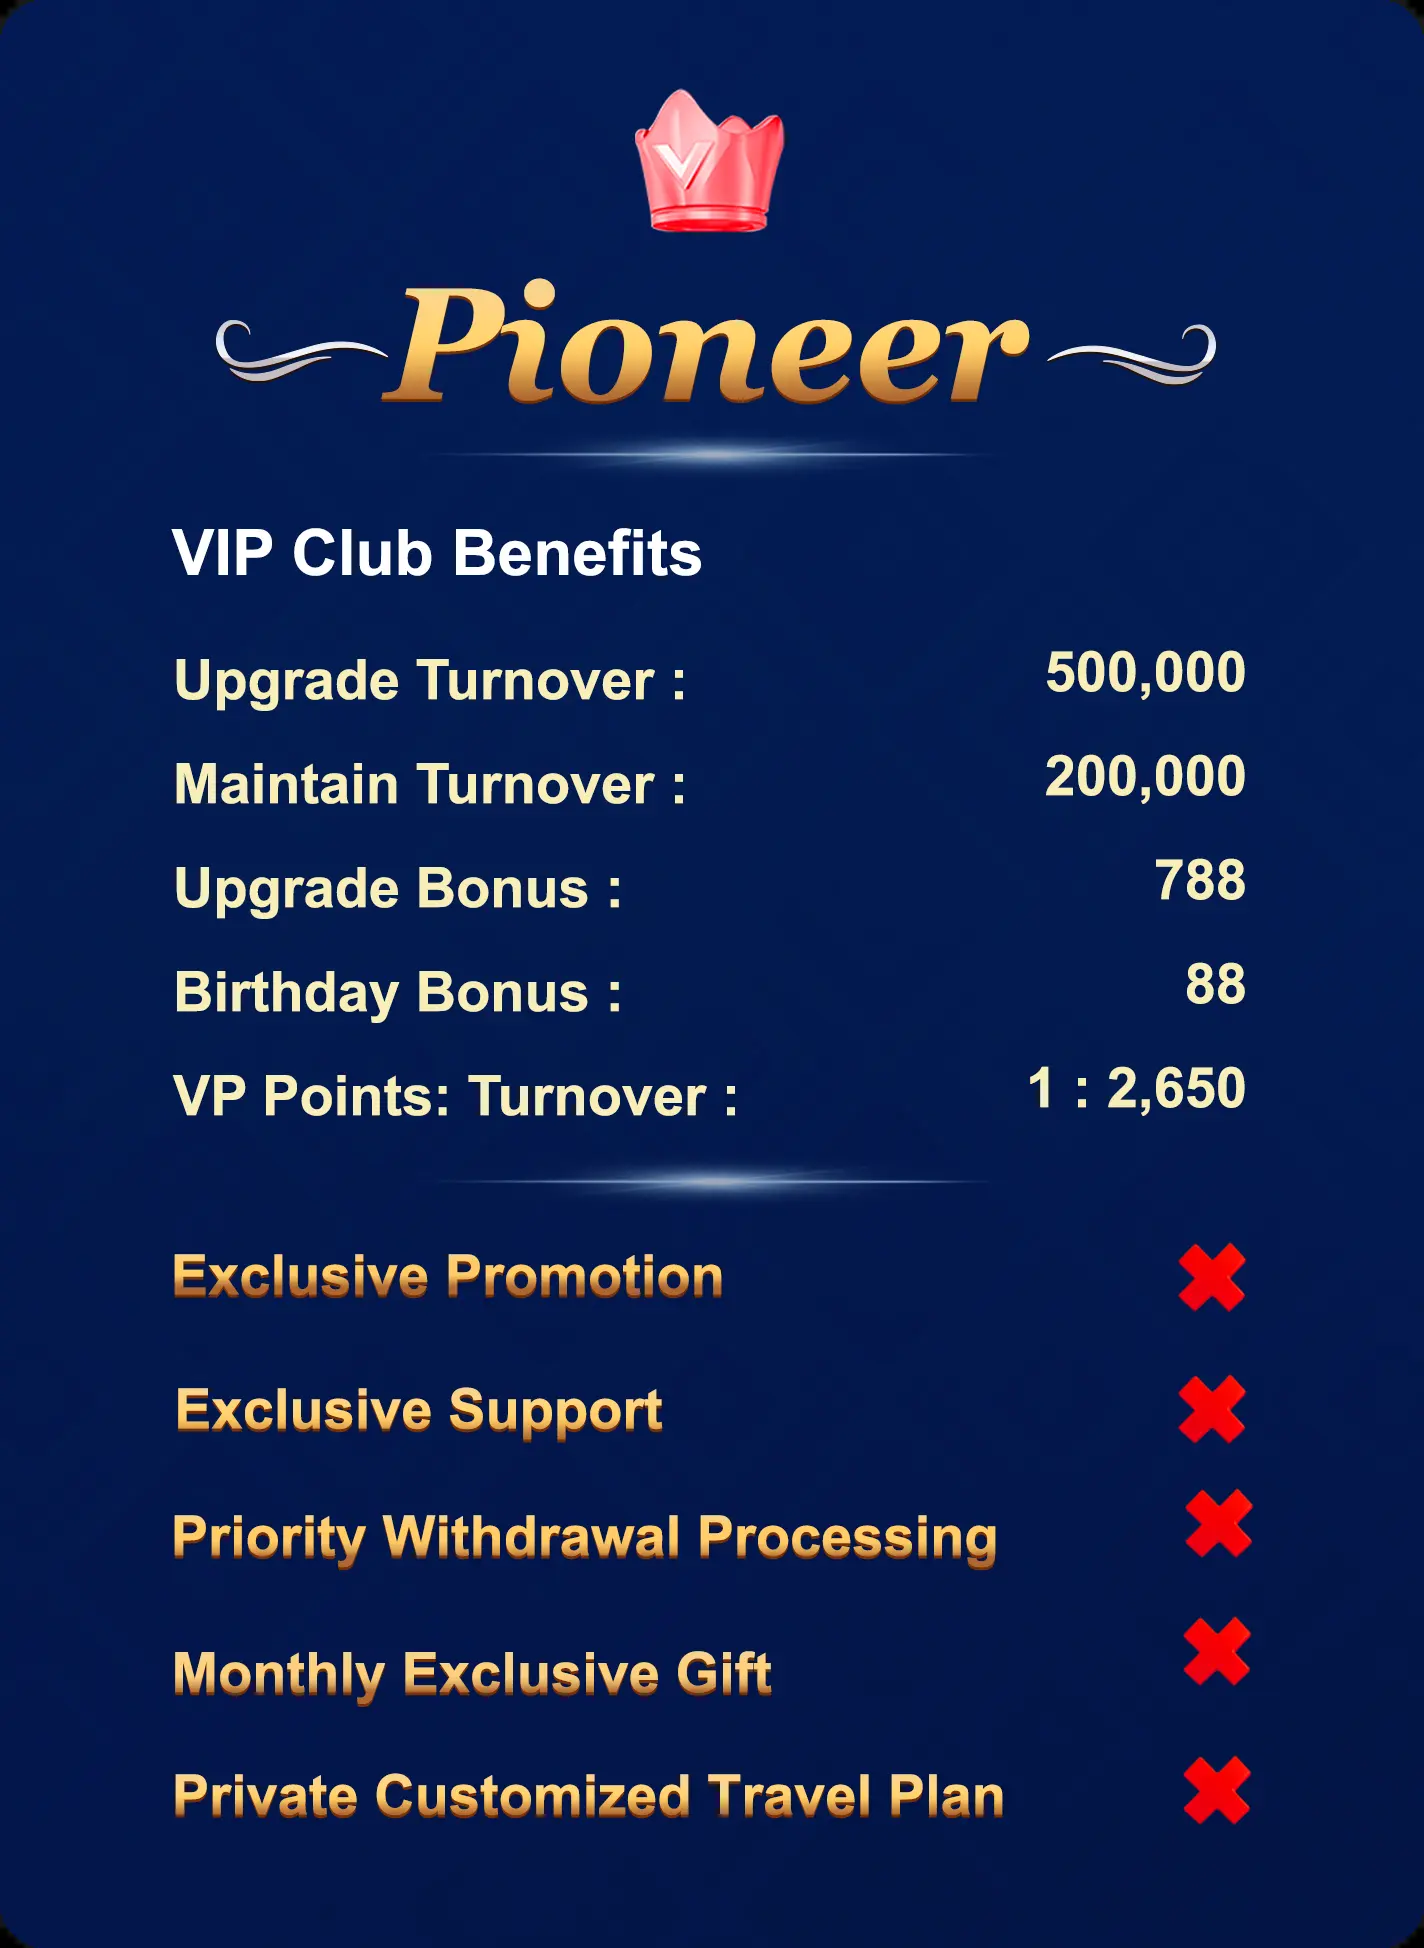 V
Pioneer
VIP Club Benefits
Upgrade Turnover : 500,000
Maintain Turnover : 200,000
Upgrade Bonus : 788
Birthday Bonus : 88
VP Points: Turnover : 1 : 2,650
Exclusive Promotion
Exclusive Support
Priority Withdrawal Processing
Monthly Exclusive Gift
Private Customized Travel Plan